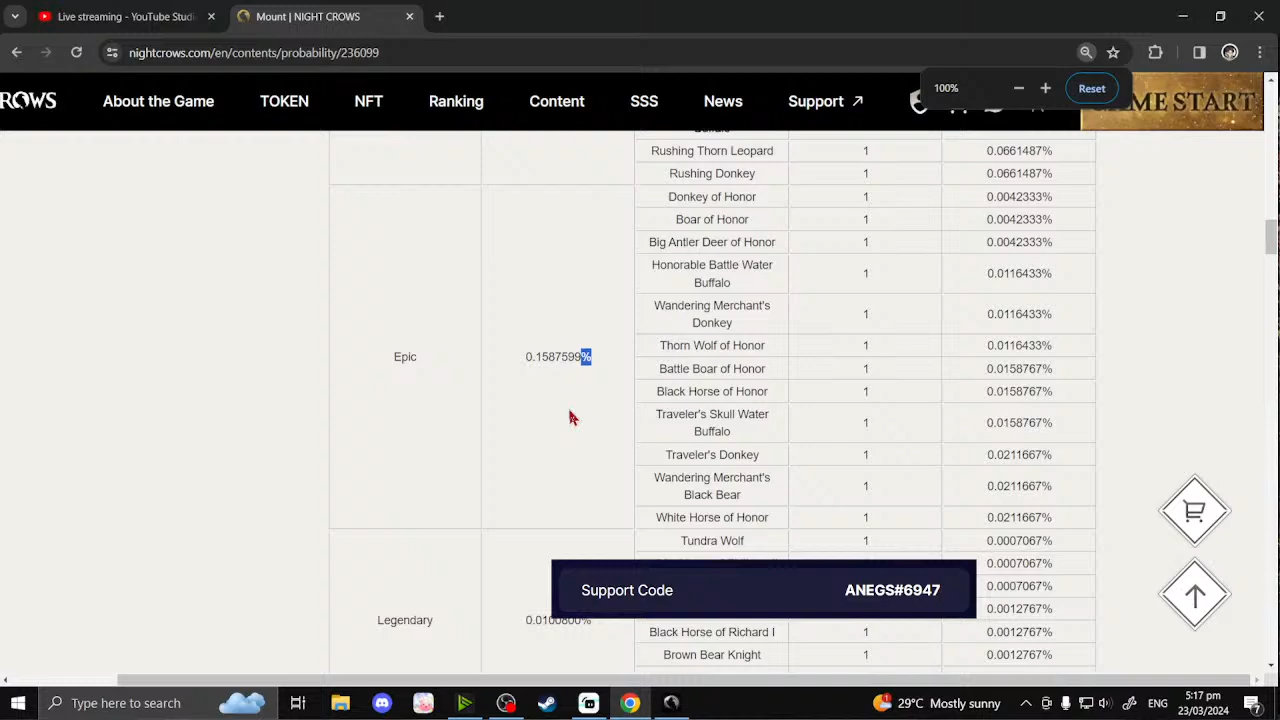 Live streaming - YouTube Studi
Mount | NIGHT CROWS
nightcrows.com/en/contents/probability/236099
100%
Reset
ROWS
About the Game
TOKEN
NFT
Ranking
Content
SSS
News
Support
GAME START
Buffalo
Rushing Thorn Leopard 1 0.0661487%
Rushing Donkey 1 0.0661487%
Donkey of Honor 1 0.0042333%
Boar of Honor 1 0.0042333%
Big Antler Deer of Honor 1 0.0042333%
Honorable Battle Water
Buffalo
1 0.0116433%
Wandering Merchant's
Donkey
1 0.0116433%
Thorn Wolf of Honor 1 0.0116433%
Epic 0.1587599%
Battle Boar of Honor 1 0.0158767%
Black Horse of Honor 1 0.0158767%
Traveler's Skull Water
Buffalo
1 0.0158767%
Traveler's Donkey 1 0.0211667%
Wandering Merchant's
Black Bear
1 0.0211667%
White Horse of Honor 1 0.0211667%
Tundra Wolf 1 0.0007067%
0.0007067%
0.0007067%
Support Code ANEGS#6947
0.0012767%
Legendary 0.0100800%
Black Horse of Richard I 1 0.0012767%
Brown Bear Knight 1 0.0012767%
Type here to search
29°C Mostly sunny
ENG
5:17 pm
23/03/2024
7